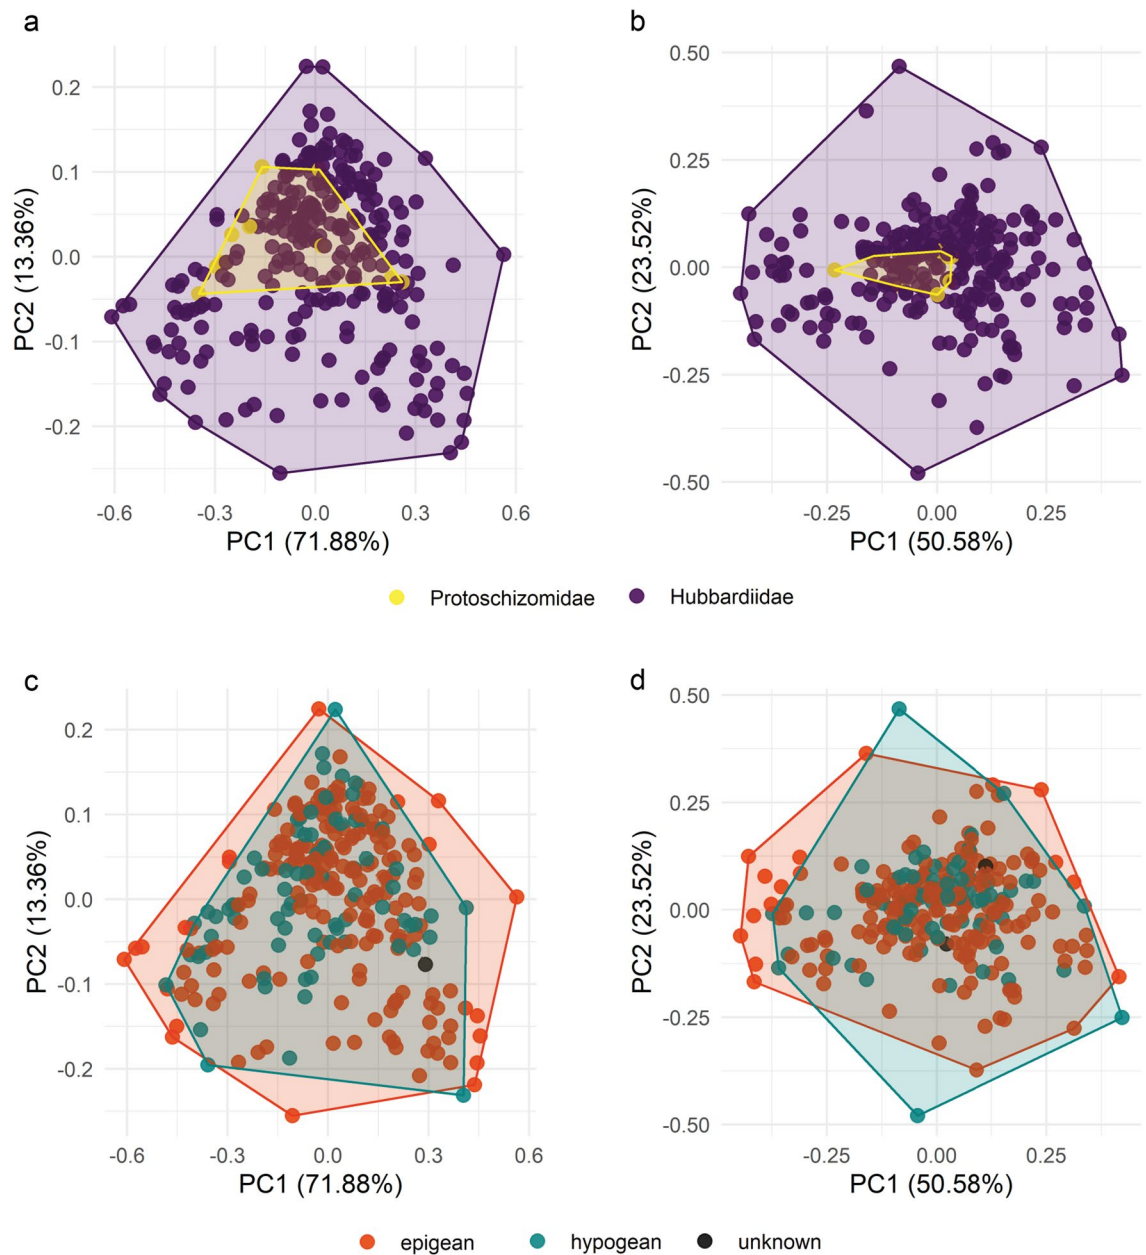 a
b
0.2
0.1
0.0
-0.1
-0.2
PC2 (13.36%)
-0.6 -0.3 0.0 0.3 0.6
PC1 (71.88%)
0.50
0.25
0.00
-0.25
-0.50
PC2 (23.52%)
-0.25 0.00 0.25
PC1 (50.58%)
Protoschizomidae Hubbardiidae
c
d
0.2
0.1
0.0
-0.1
-0.2
PC2 (13.36%)
-0.6 -0.3 0.0 0.3 0.6
PC1 (71.88%)
0.50
0.25
0.00
-0.25
-0.50
PC2 (23.52%)
-0.25 0.00 0.25
PC1 (50.58%)
epigean hypogean unknown